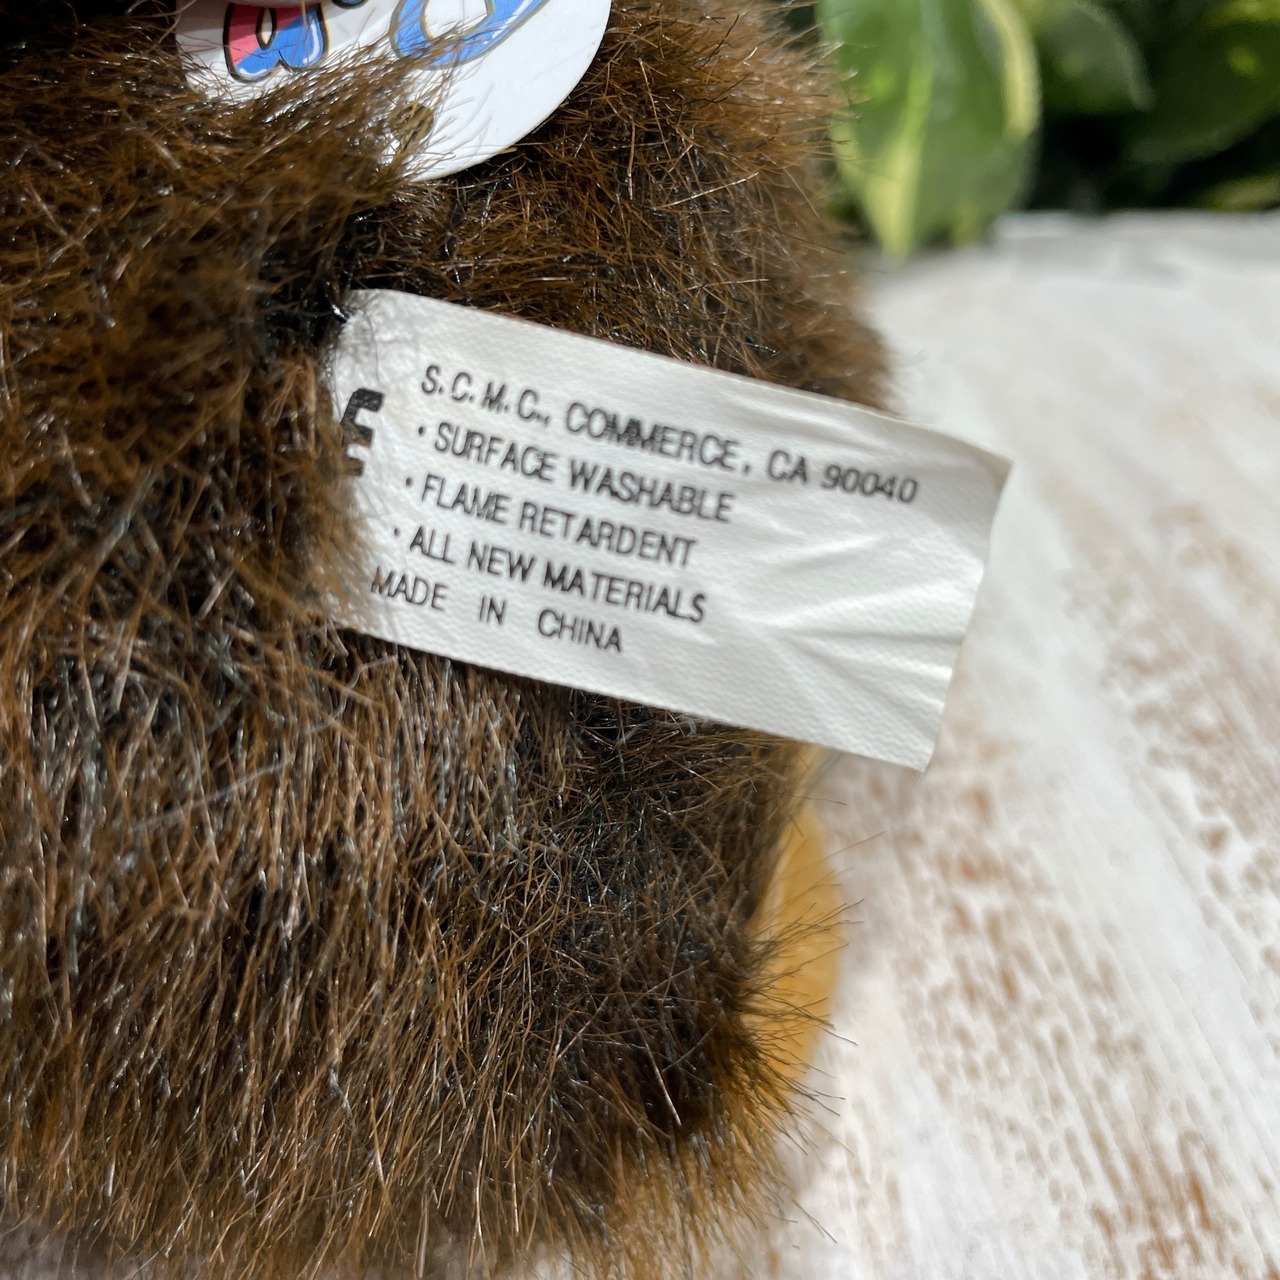 S.C.M.C., COMMERCE, CA 90040
• SURFACE WASHABLE
• FLAME RETARDENT
• ALL NEW MATERIALS
MADE IN CHINA